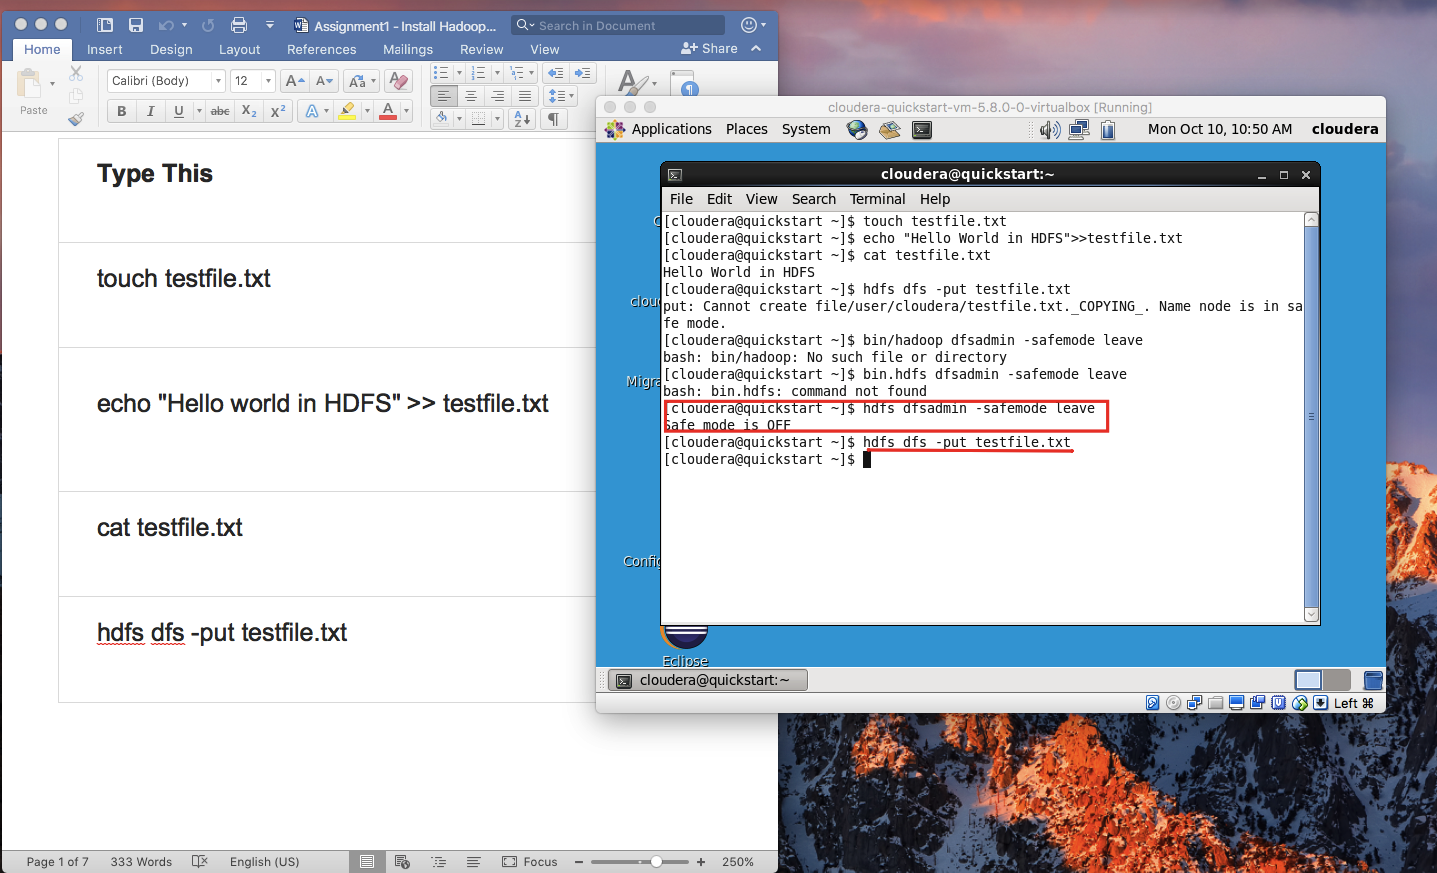 Assignment1 - Install Hadoop...
Search in Document
Home
Insert
Design
Layout
References
Mailings
Review
View
Share
Paste
Calibri (Body)
12
B I U abc X2 X2
A
Type This
touch testfile.txt
echo "Hello world in HDFS" >> testfile.txt
cat testfile.txt
hdfs dfs -put testfile.txt
Page 1 of 7
333 Words
English (US)
Focus
250%
cloudera-quickstart-vm-5.8.0-0-virtualbox [Running]
Applications Places System
Mon Oct 10, 10:50 AM cloudera
cloudera@quickstart:~
File Edit View Search Terminal Help
[cloudera@quickstart ~]$ touch testfile.txt
[cloudera@quickstart ~]$ echo "Hello World in HDFS">>testfile.txt
[cloudera@quickstart ~]$ cat testfile.txt
Hello World in HDFS
[cloudera@quickstart ~]$ hdfs dfs -put testfile.txt
put: Cannot create file/user/cloudera/testfile.txt._COPYING_. Name node is in sa
fe mode.
[cloudera@quickstart ~]$ bin/hadoop dfsadmin -safemode leave
bash: bin/hadoop: No such file or directory
[cloudera@quickstart ~]$ bin.hdfs dfsadmin -safemode leave
bash: bin.hdfs: command not found
[cloudera@quickstart ~]$ hdfs dfsadmin -safemode leave
Safe mode is OFF
[cloudera@quickstart ~]$ hdfs dfs -put testfile.txt
[cloudera@quickstart ~]$
clou
Migra
Config
Eclipse
cloudera@quickstart:~
Left ⌘